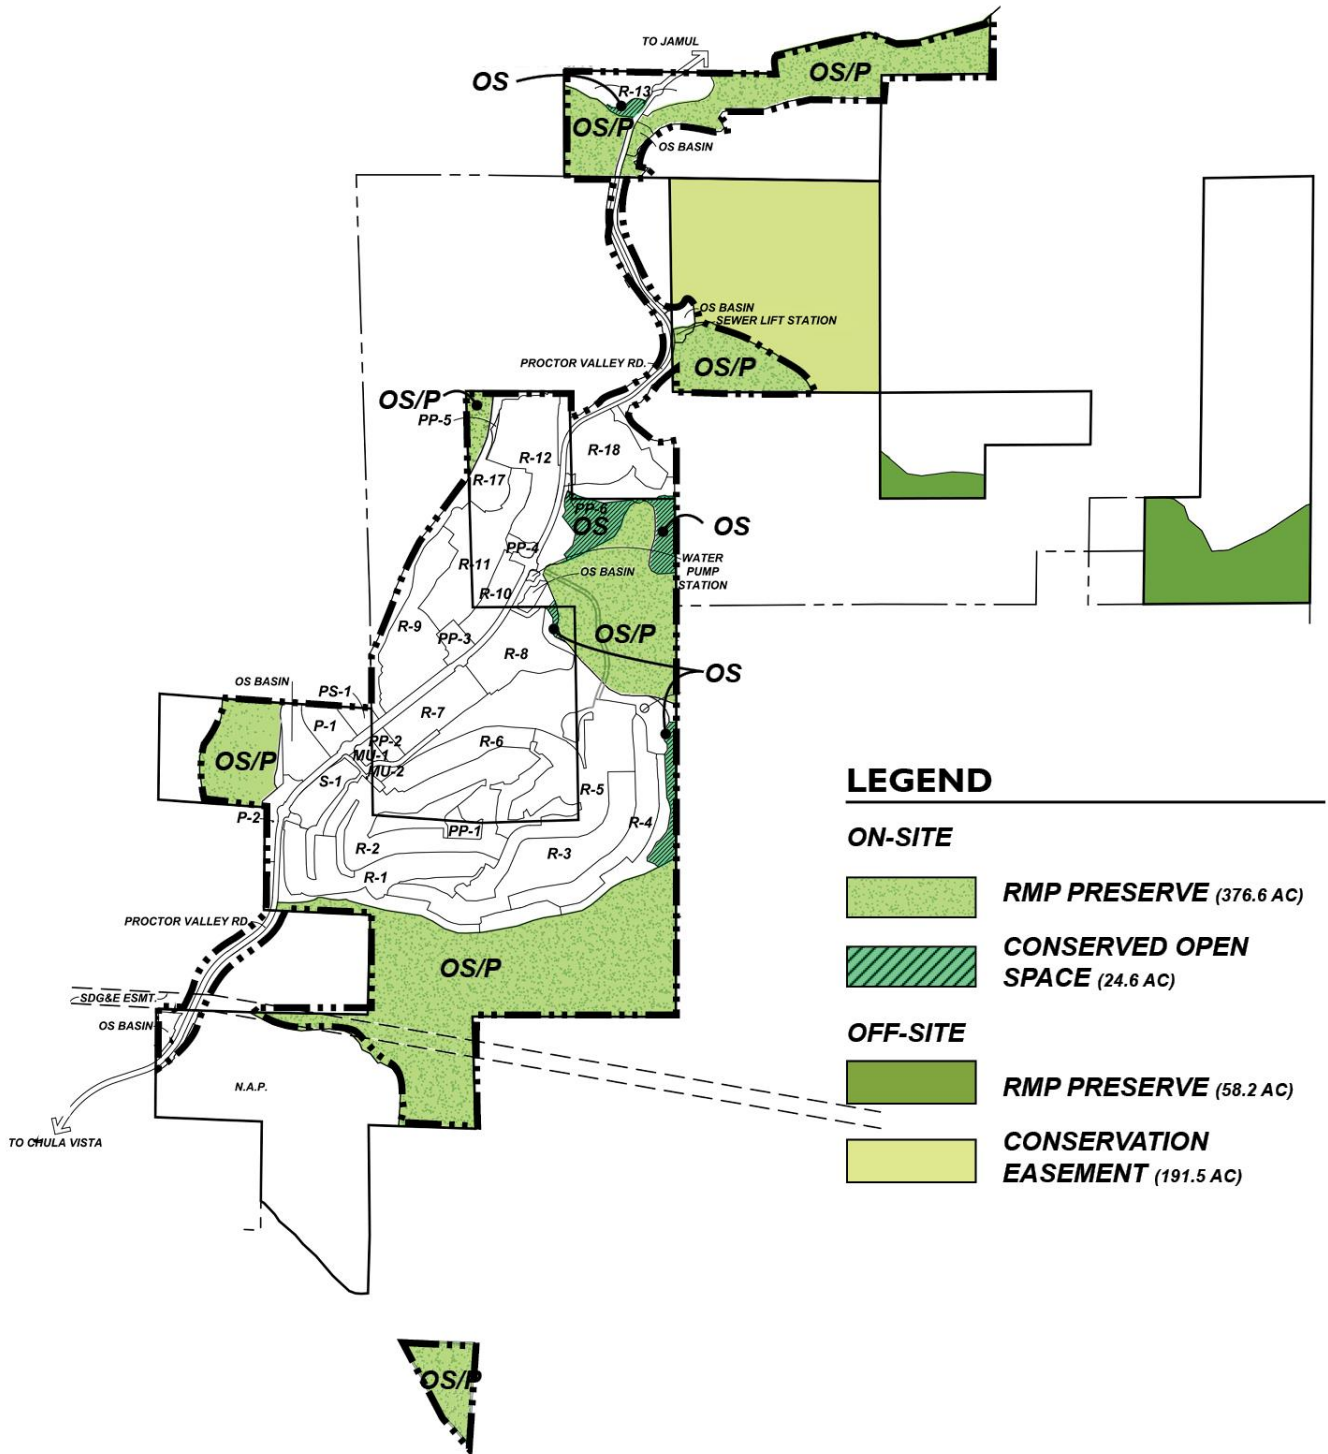 TO JAMUL
OS
OS/P
R-13
OS/P
OS BASIN
OS BASIN
SEWER LIFT STATION
PROCTOR VALLEY RD.
OS/P
OS/P
PP-5
R-12
R-18
R-17
PP-6
OS
OS
PP-4
R-11
WATER
PUMP
STATION
OS BASIN
R-10
R-9
PP-3
OS/P
R-8
OS
OS BASIN
PS-1
P-1
R-7
PP-2
R-6
MU-1
MU-2
OS/P
S-1
R-5
P-2
R-4
PP-1
R-2
R-3
R-1
PROCTOR VALLEY RD.
OS/P
SDG&E ESMT.
OS BASIN
N.A.P.
TO CHULA VISTA
OS/P
LEGEND
ON-SITE
RMP PRESERVE (376.6 AC)
CONSERVED OPEN
SPACE (24.6 AC)
OFF-SITE
RMP PRESERVE (58.2 AC)
CONSERVATION
EASEMENT (191.5 AC)